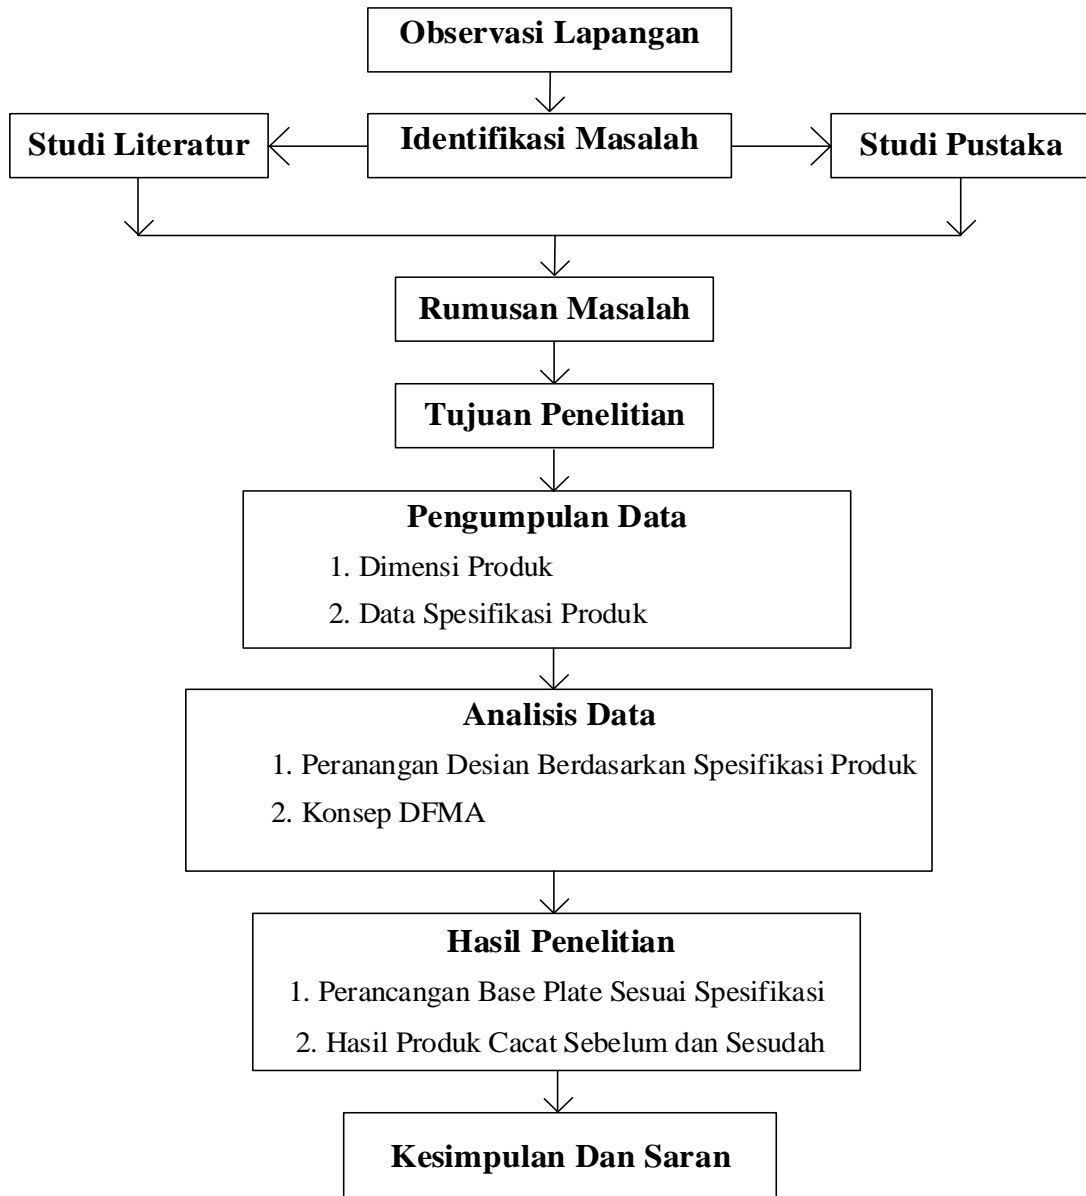 Observasi Lapangan
Studi Literatur
Identifikasi Masalah
Studi Pustaka
Rumusan Masalah
Tujuan Penelitian
Pengumpulan Data
1. Dimensi Produk
2. Data Spesifikasi Produk
Analisis Data
1. Peranangan Desian Berdasarkan Spesifikasi Produk
2. Konsep DFMA
Hasil Penelitian
1. Perancangan Base Plate Sesuai Spesifikasi
2. Hasil Produk Cacat Sebelum dan Sesudah
Kesimpulan Dan Saran